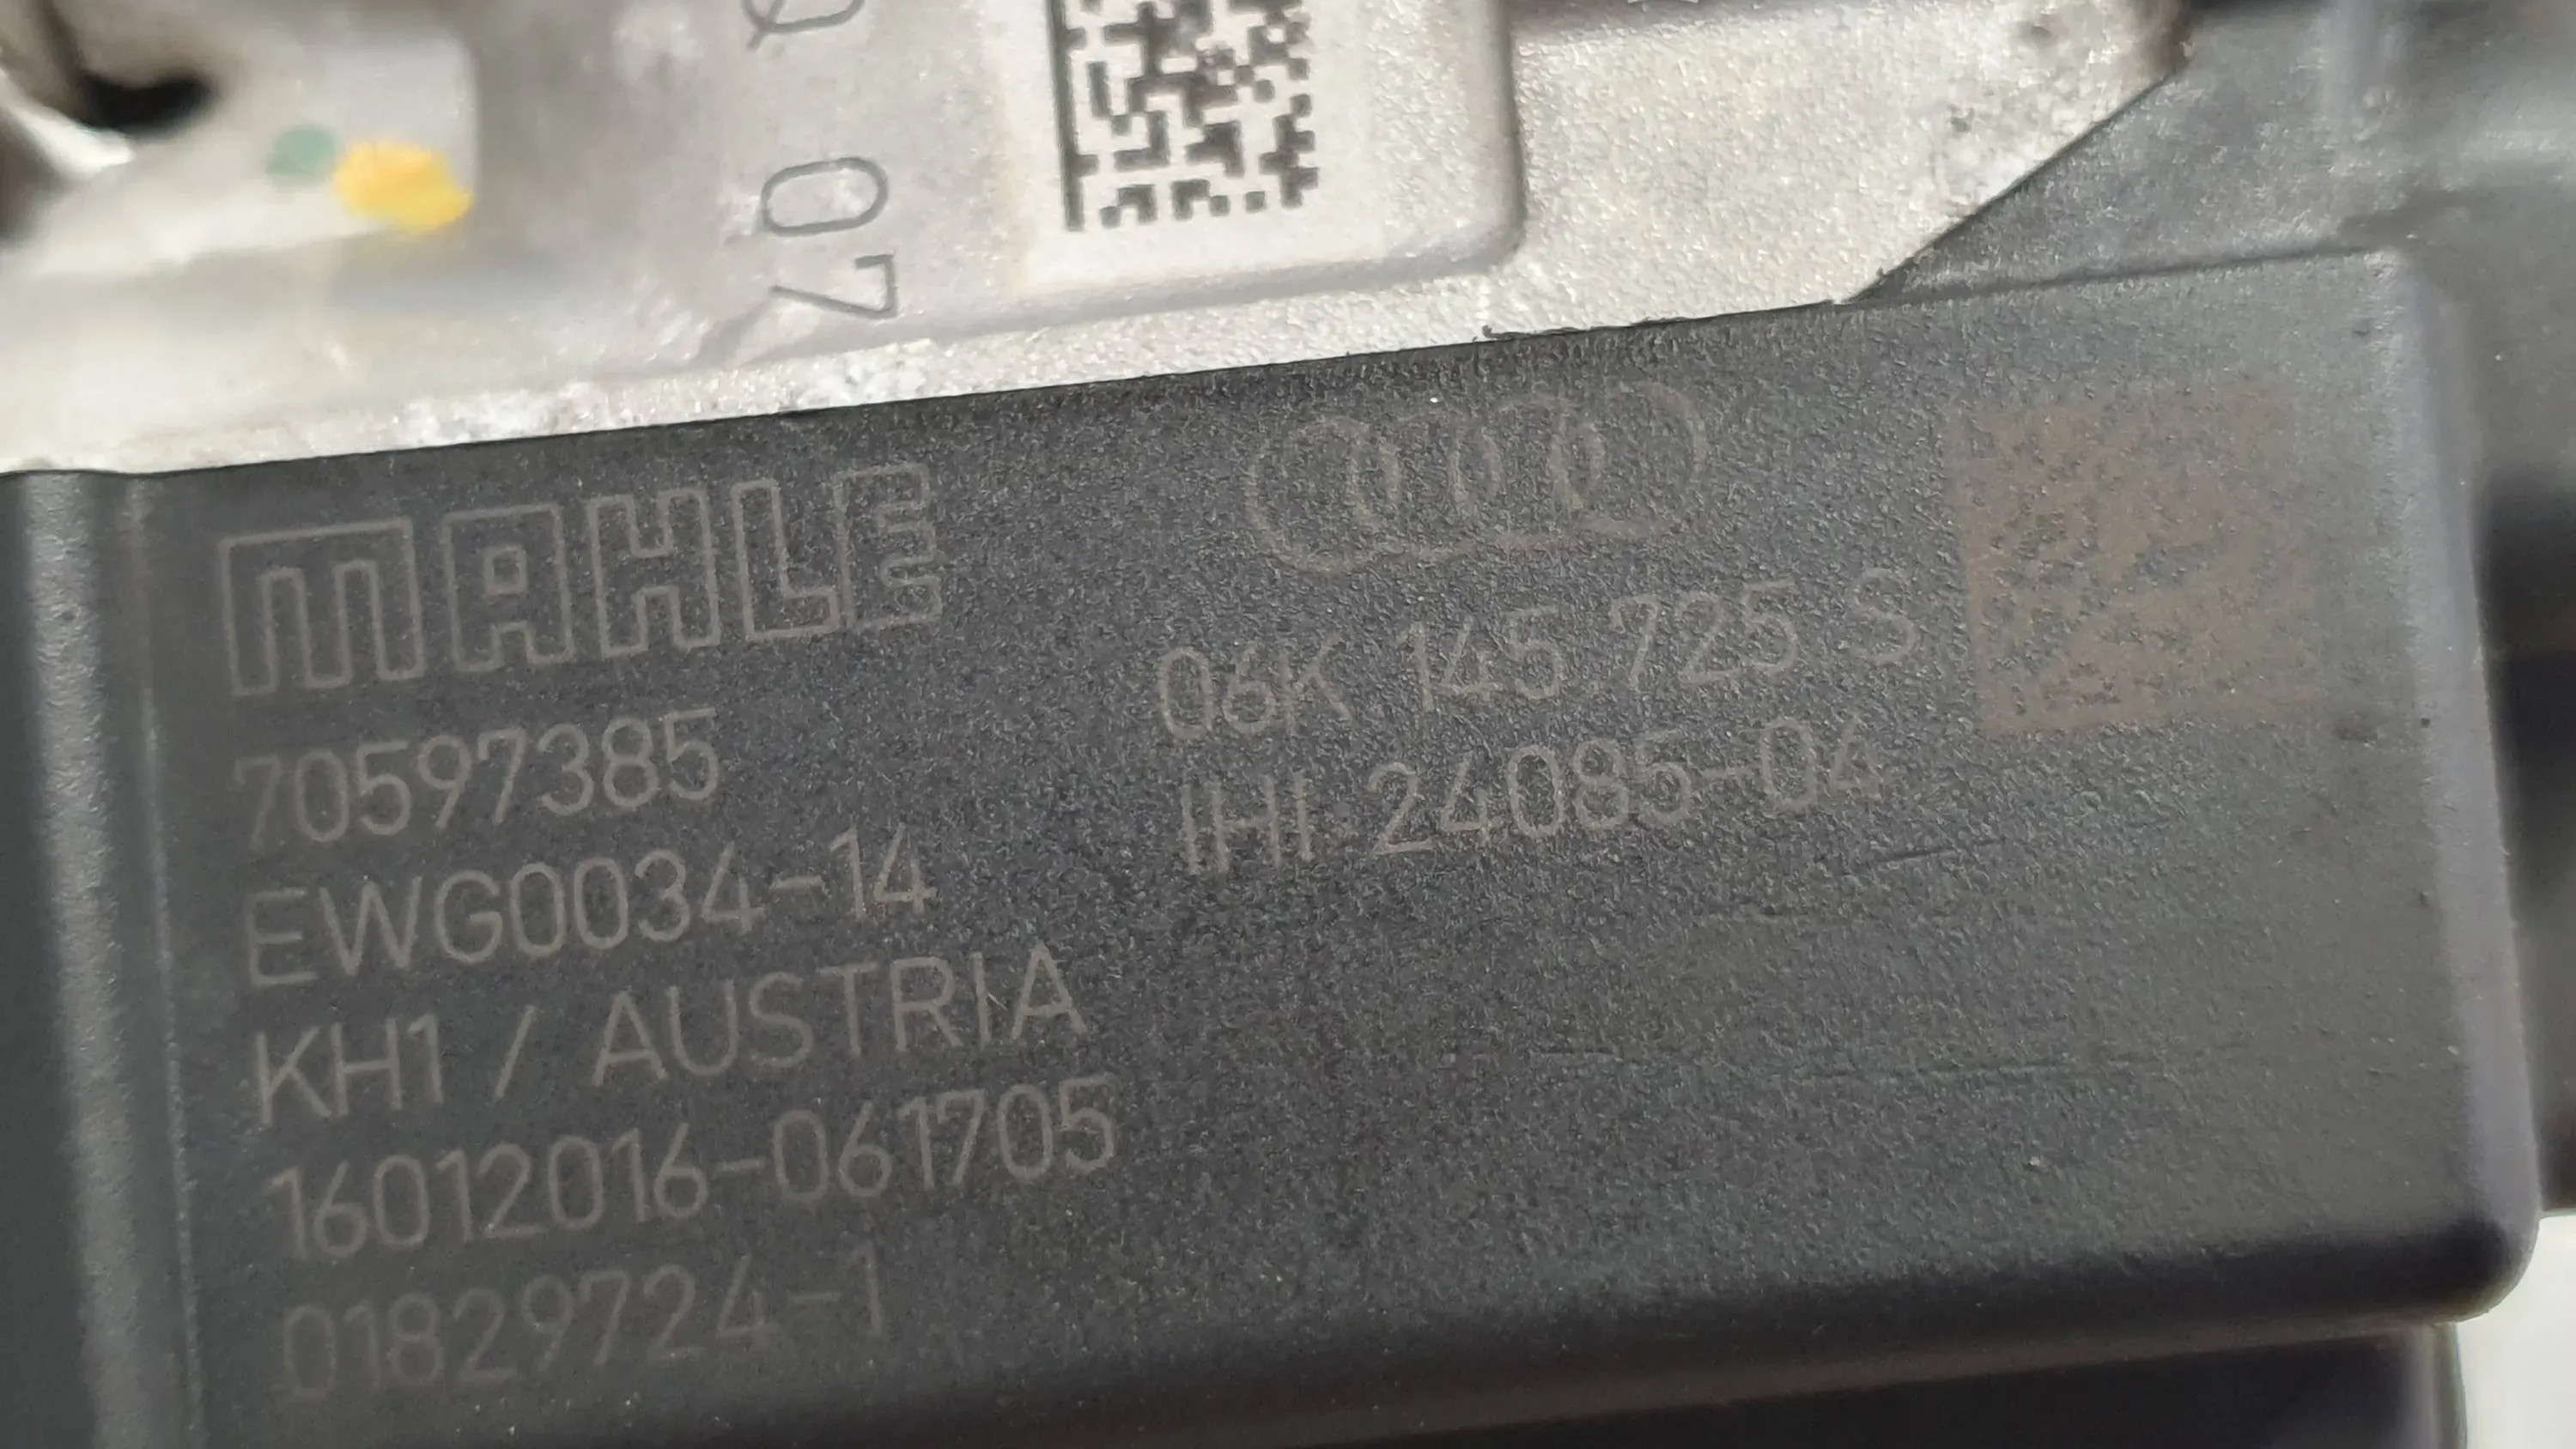 07
MAHLE
70597385
EWG0034-14
KH1 / AUSTRIA
16012016-061705
01829724-1
06K 145 725 S
IHI 24085-04